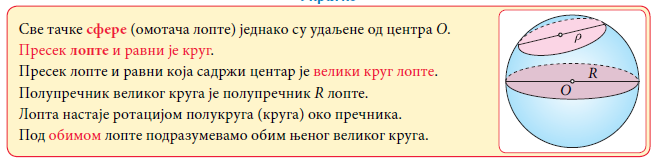 Све тачке сфере (омотача лопте) једнако су удаљене од центра O.
Пресек лопте и равни је круг.
Пресек лопте и равни која садржи центар је велики круг лопте.
Полупречник великог круга је полупречник R лопте.
Лопта настаје ротацијом полукруга (круга) око пречника.
Под обимом лопте подразумевамо обим њеног великог круга.
ρ
R
O